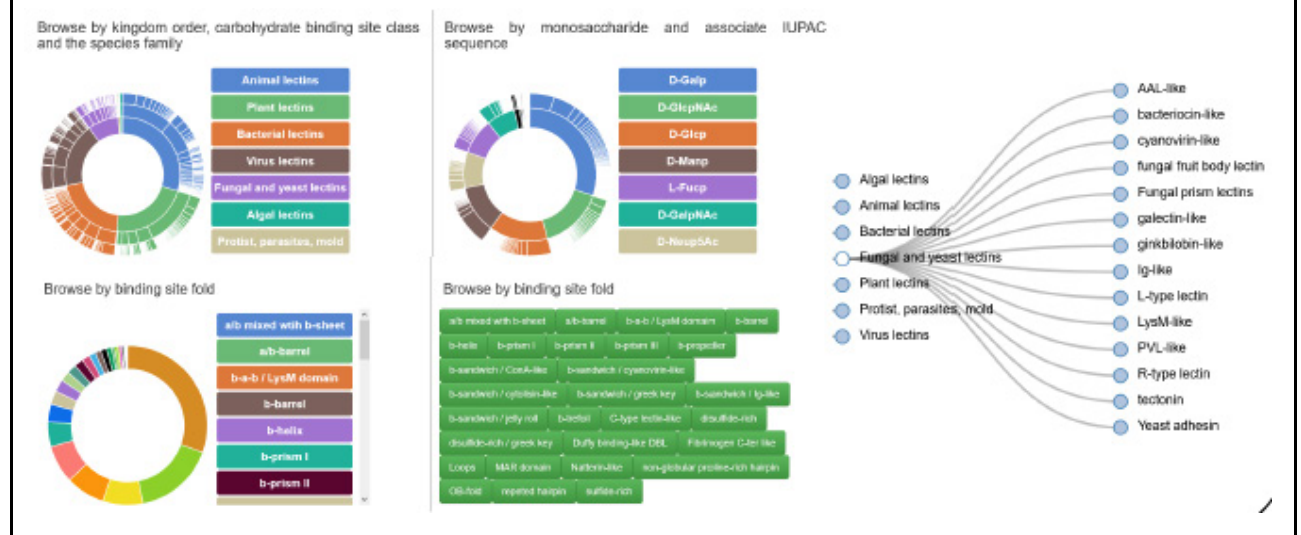 Browse by kingdom order, carbohydrate binding site class
and the species family
Animal lectins
Plant lectins
Bacterial lectins
Virus lectins
Fungal and yeast lectins
Algal lectins
Protist, parasites, mold
Browse by monosaccharide and associate IUPAC
sequence
D-Galp
D-GlcpNAc
D-Glcp
D-Manp
L-Fucp
D-GalpNAc
D-Neup5Ac
Browse by binding site fold
a/b mixed wtih b-sheet
a/b-barrel
b-a-b / LysM domain
b-barrel
b-helix
b-prism I
b-prism II
Browse by binding site fold
a/b mixed with b-sheet a/b-barrel b-a-b / LysM domain b-barrel
b-helix b-prism I b-prism II b-prism III b-propeller
b-sandwich / ConA-like b-sandwich / cyanovirin-like
b-sandwich / cytolisin-like b-sandwich / greek key b-sandwich / Ig-like
b-sandwich / jelly roll b-trefoil C-type lectin-like disulfide-rich
disulfide-rich / greek key Duffy binding-like DBL Fibrinogen C-ter like
Loops MAR domain Natterin-like non-globular proline-rich hairpin
OB-fold repeted hairpin sulfide-rich
Algal lectins
Animal lectins
Bacterial lectins
Fungal and yeast lectins
Plant lectins
Protist, parasites, mold
Virus lectins
AAL-like
bacteriocin-like
cyanovirin-like
fungal fruit body lectin
Fungal prism lectins
galectin-like
ginkbilobin-like
Ig-like
L-type lectin
LysM-like
PVL-like
R-type lectin
tectonin
Yeast adhesin